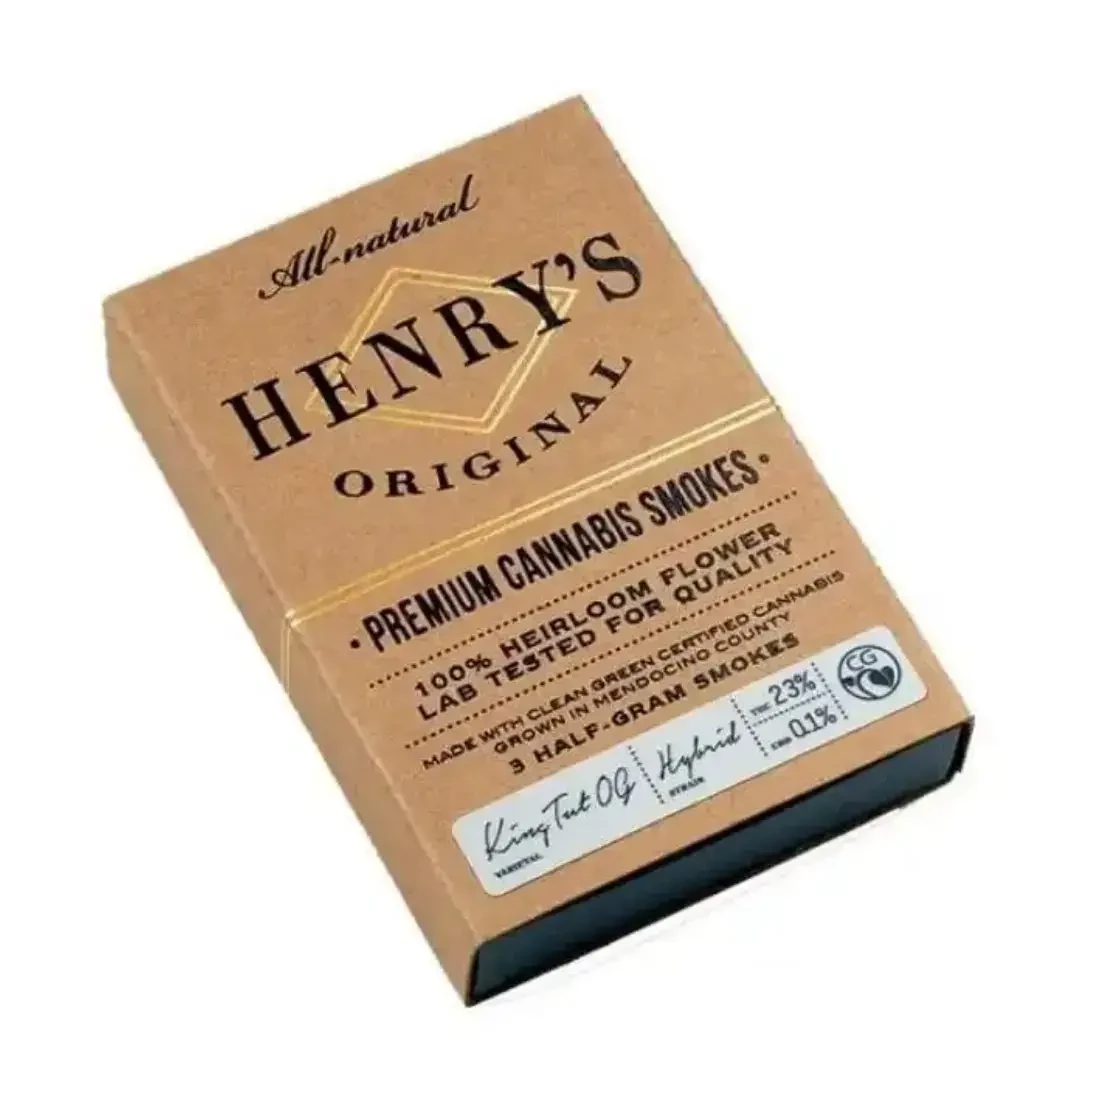 All-natural
HENRY'S
ORIGINAL
• PREMIUM CANNABIS SMOKES •
100% HEIRLOOM FLOWER
LAB TESTED FOR QUALITY
MADE WITH CLEAN GREEN CERTIFIED CANNABIS
GROWN IN MENDOCINO COUNTY
3 HALF-GRAM SMOKES
King Tut OG
VARIETAL
Hybrid
STRAIN
THC 23%
CBD 0.1%
CG